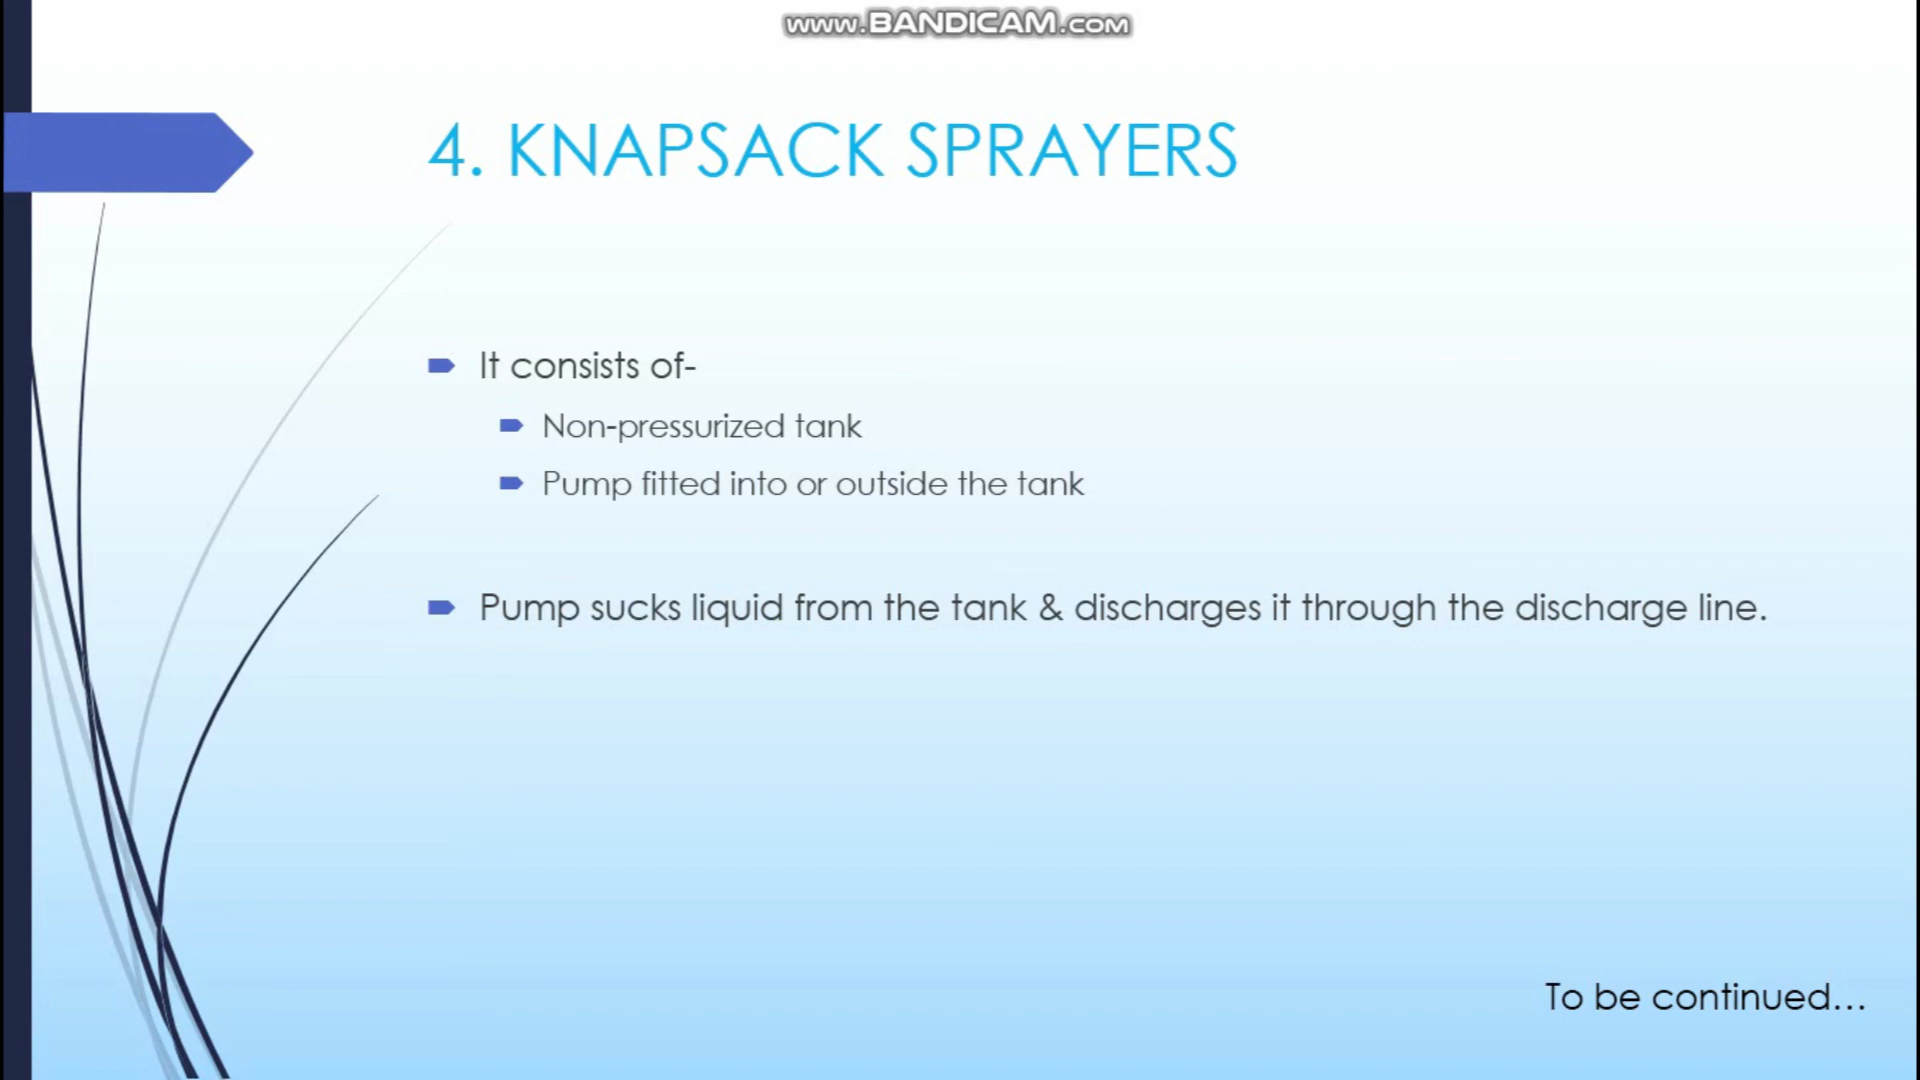 www.BANDICAM.com
4. KNAPSACK SPRAYERS
It consists of-
Non-pressurized tank
Pump fitted into or outside the tank
Pump sucks liquid from the tank & discharges it through the discharge line.
To be continued...